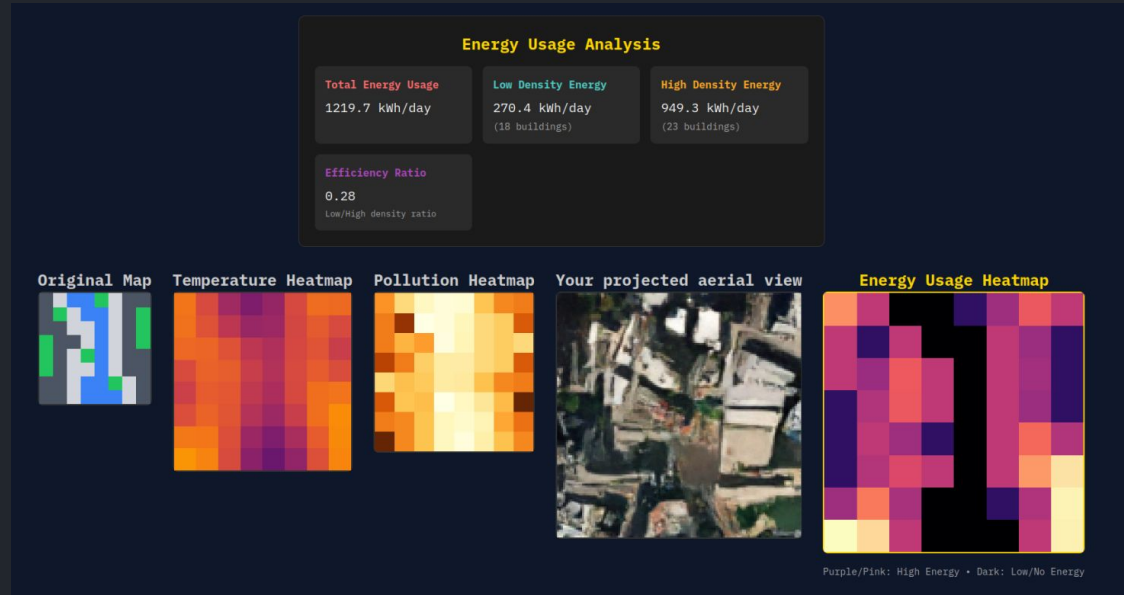 Energy Usage Analysis
Total Energy Usage
1219.7 kWh/day
Low Density Energy
270.4 kWh/day
(18 buildings)
High Density Energy
949.3 kWh/day
(23 buildings)
Efficiency Ratio
0.28
Low/High density ratio
Original Map
Temperature Heatmap
Pollution Heatmap
Your projected aerial view
Energy Usage Heatmap
Purple/Pink: High Energy • Dark: Low/No Energy